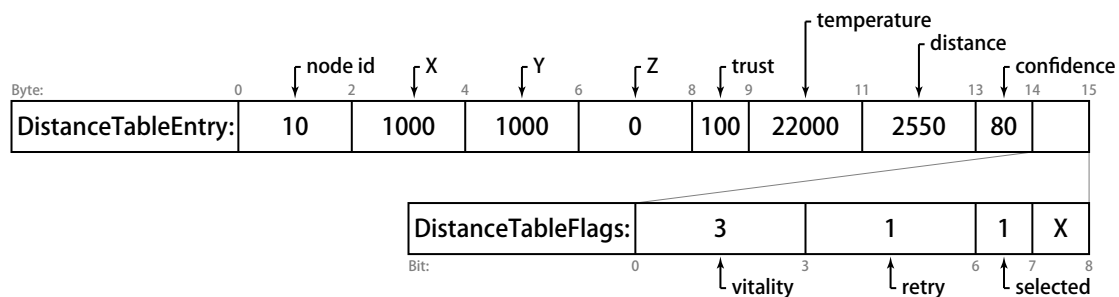 temperature
distance
node id X Y Z trust confidence
Byte: 0 2 4 6 8 9 11 13 14 15
DistanceTableEntry: 10 1000 1000 0 100 22000 2550 80
DistanceTableFlags: 3 1 1 X
Bit: 0 3 6 7 8
vitality retry selected